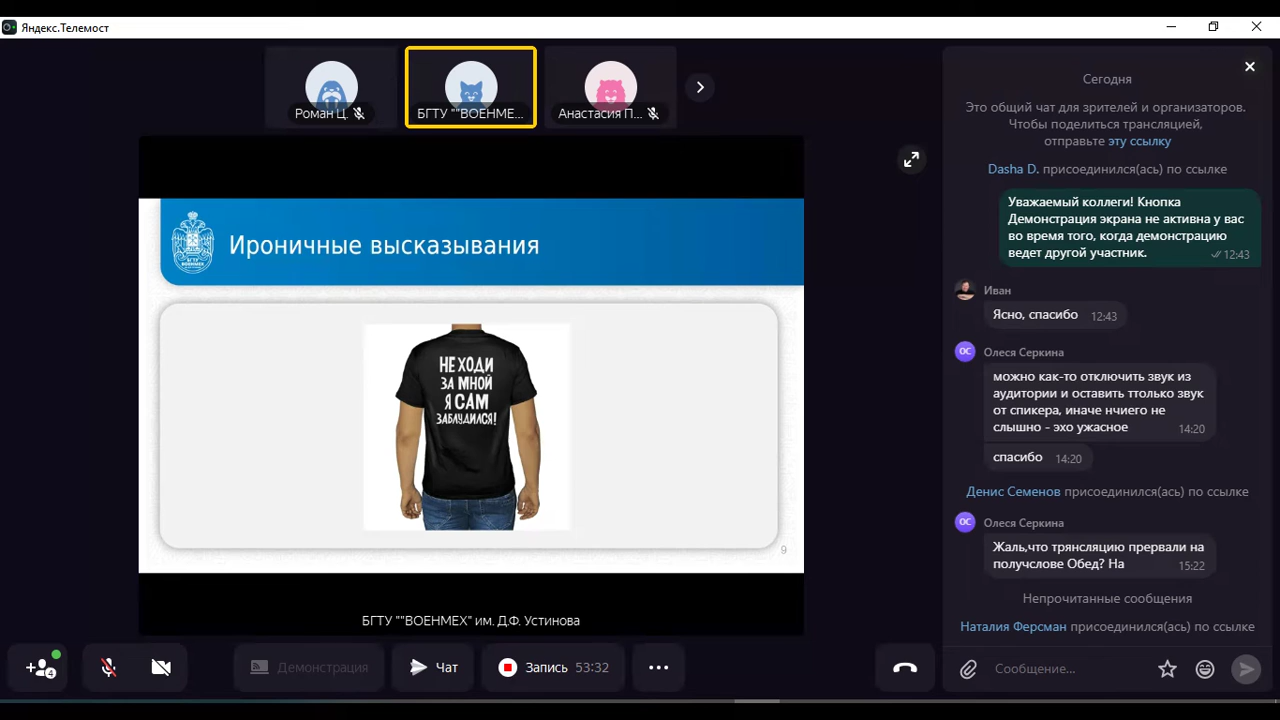 Яндекс.Телемост
Роман Ц.
БГТУ ""ВОЕНМЕ...
Анастасия П...
БГТУ
ВОЕНМЕХ
Ироничные высказывания
НЕ ХОДИ
ЗА МНОЙ
Я САМ
ЗАБЛУДИЛСЯ!
9
БГТУ ""ВОЕНМЕХ" им. Д.Ф. Устинова
4
Демонстрация
Чат
Запись 53:32
Сегодня
Это общий чат для зрителей и организаторов.
Чтобы поделиться трансляцией,
отправьте эту ссылку
Dasha D. присоединился(ась) по ссылке
Уважаемый коллеги! Кнопка
Демонстрация экрана не активна у вас
во время того, когда демонстрацию
ведет другой участник.
12:43
Иван
Ясно, спасибо 12:43
ОС Олеся Серкина
можно как-то отключить звук из
аудитории и оставить ттолько звук
от спикера, иначе нчиего не
слышно - эхо ужасное 14:20
спасибо 14:20
Денис Семенов присоединился(ась) по ссылке
ОС Олеся Серкина
Жаль,что трянсляцию прервали на
получслове Обед? На 15:22
Непрочитанные сообщения
Наталия Ферсман присоединился(ась) по ссылке
Сообщение...